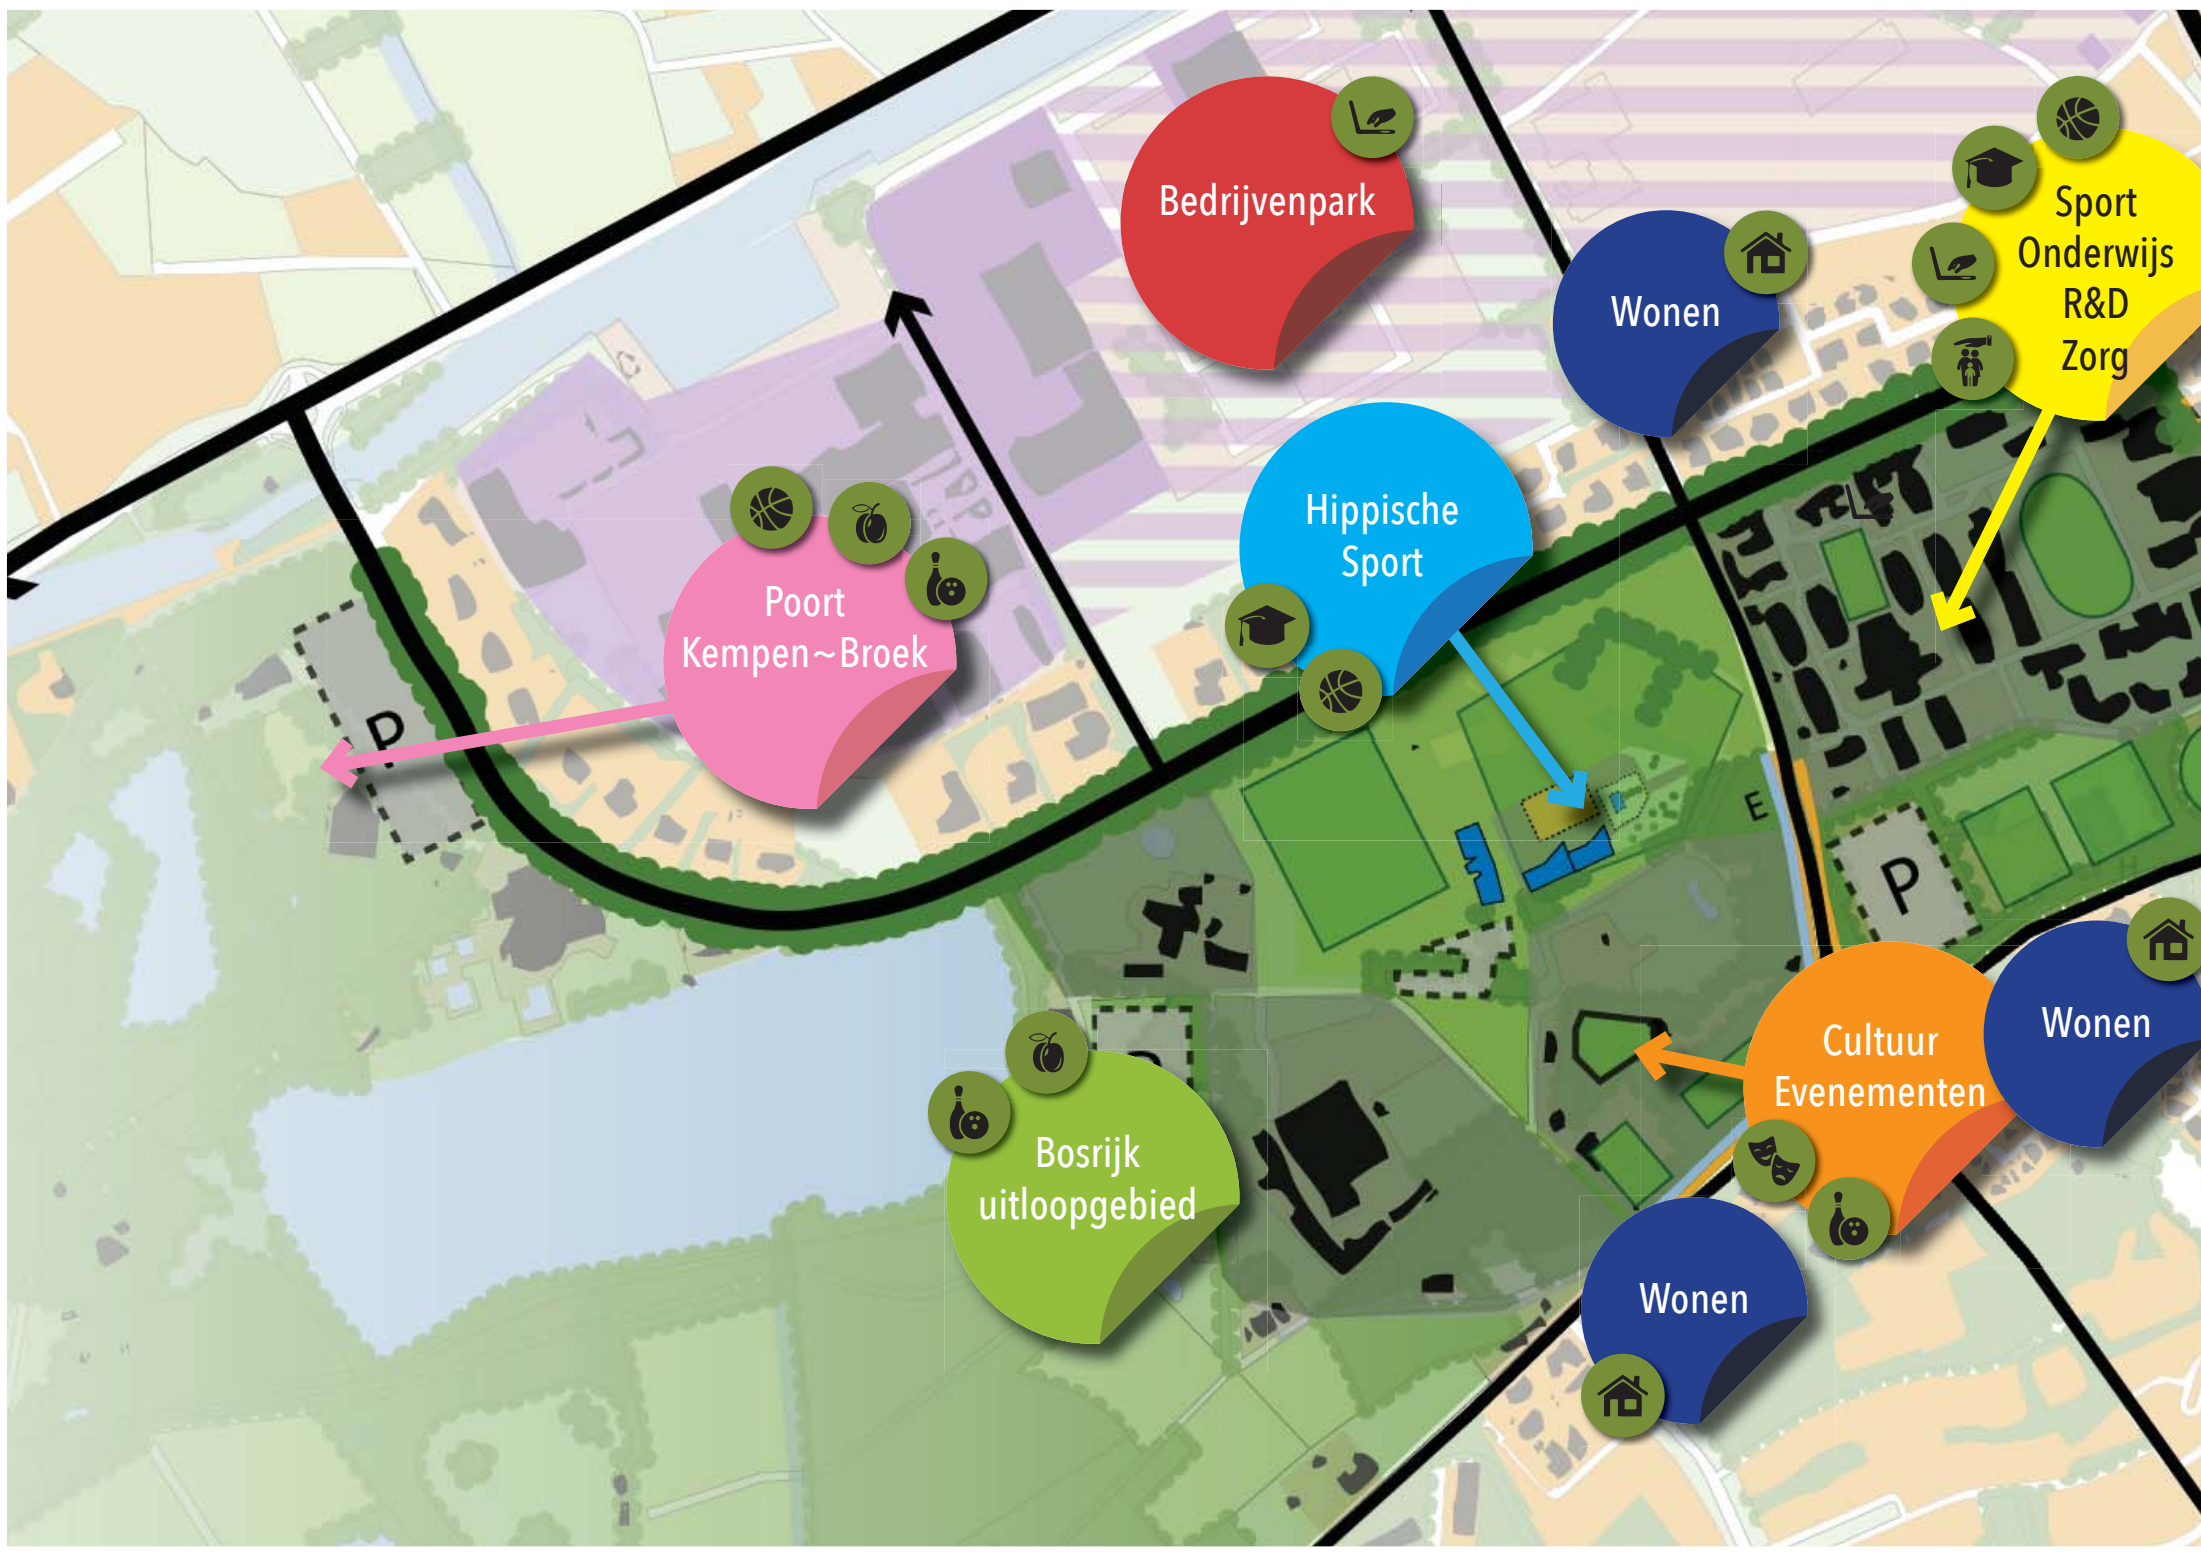 Bedrijvenpark
Wonen
Sport
Onderwijs
R&D
Zorg
Hippische
Sport
Poort
Kempen~Broek
P
E
P
H
Cultuur
Evenementen
Wonen
P
Bosrijk
uitloopgebied
Wonen